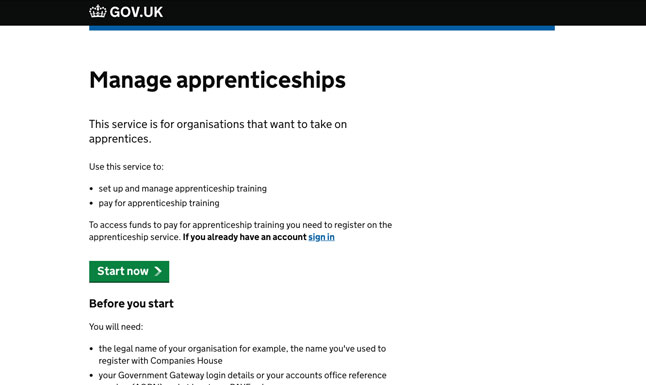 GOV.UK
Manage apprenticeships
This service is for organisations that want to take on
apprentices.
Use this service to:
• set up and manage apprenticeship training
• pay for apprenticeship training
To access funds to pay for apprenticeship training you need to register on the
apprenticeship service. If you already have an account sign in
Start now
Before you start
You will need:
• the legal name of your organisation for example, the name you've used to
register with Companies House
• your Government Gateway login details or your accounts office reference